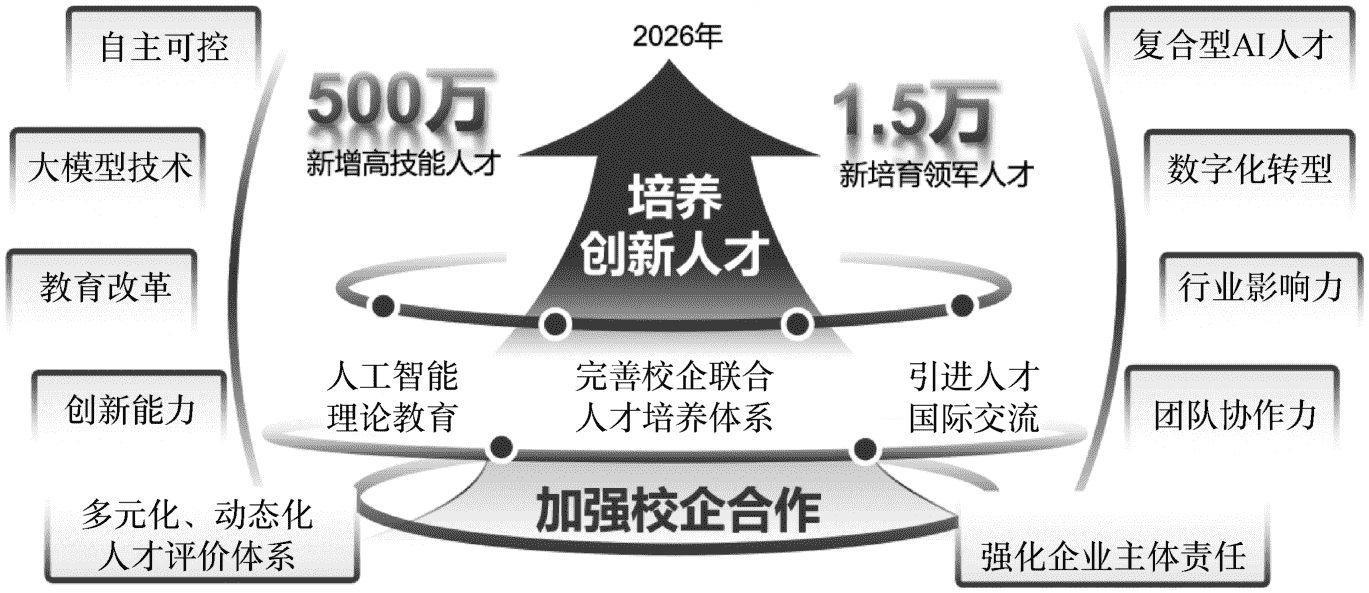 自主可控
大模型技术
教育改革
创新能力
多元化、动态化
人才评价体系
2026年
500万
新增高技能人才
1.5万
新培育领军人才
培养
创新人才
人工智能
理论教育
完善校企联合
人才培养体系
引进人才
国际交流
加强校企合作
复合型AI人才
数字化转型
行业影响力
团队协作力
强化企业主体责任